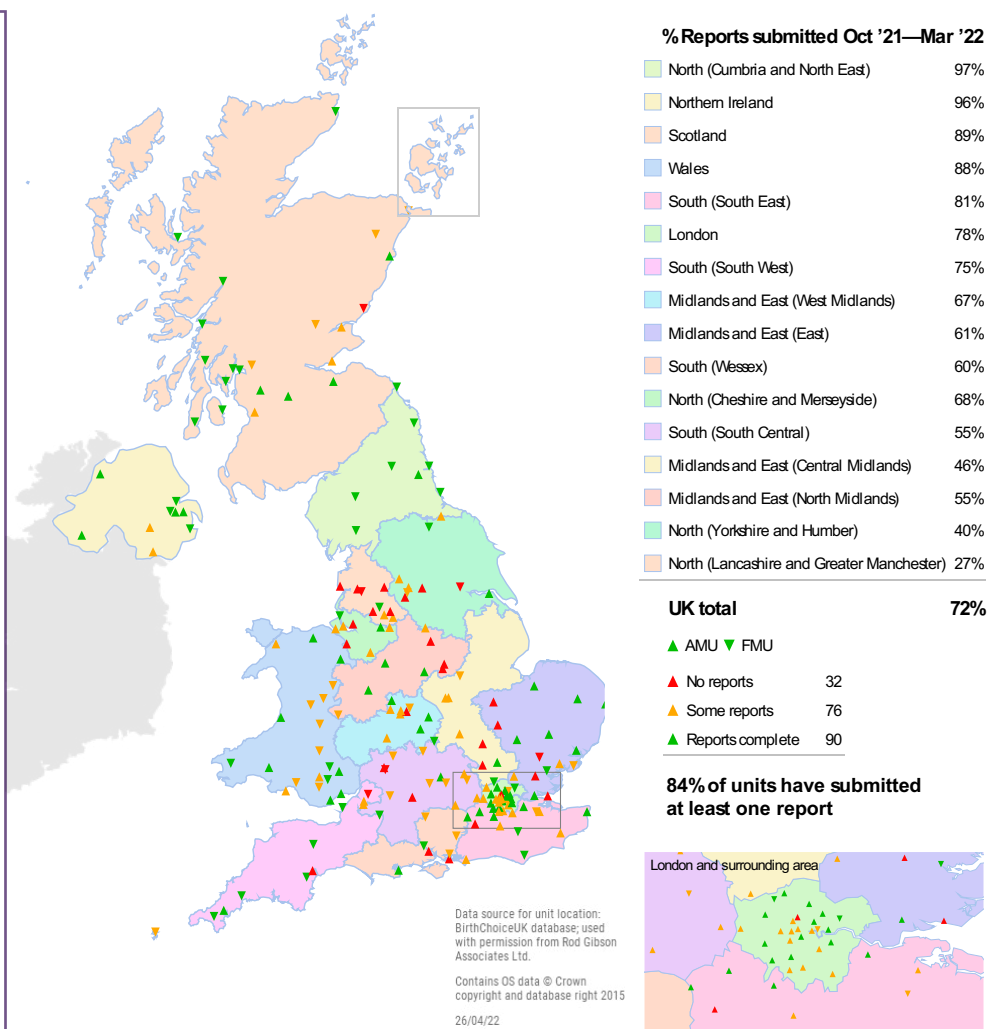 % Reports submitted Oct ’21—Mar ’22
North (Cumbria and North East) 97%
Northern Ireland 96%
Scotland 89%
Wales 88%
South (South East) 81%
London 78%
South (South West) 75%
Midlands and East (West Midlands) 67%
Midlands and East (East) 61%
South (Wessex) 60%
North (Cheshire and Merseyside) 68%
South (South Central) 55%
Midlands and East (Central Midlands) 46%
Midlands and East (North Midlands) 55%
North (Yorkshire and Humber) 40%
North (Lancashire and Greater Manchester) 27%
UK total 72%
AMU FMU
No reports 32
Some reports 76
Reports complete 90
84% of units have submitted
at least one report
London and surrounding area
Data source for unit location:
BirthChoiceUK database; used
with permission from Rod Gibson
Associates Ltd.
Contains OS data © Crown
copyright and database right 2015
26/04/22